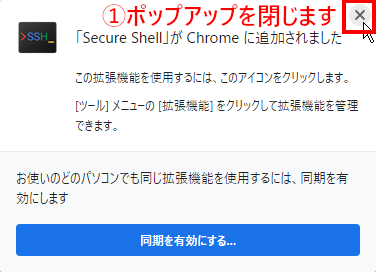 ①ポップアップを閉じます
>SSH_
「Secure Shell」が Chrome に追加されました
この拡張機能を使用するには、このアイコンをクリックします。
[ツール] メニューの [拡張機能] をクリックして拡張機能を管理
できます。
お使いのどのパソコンでも同じ拡張機能を使用するには、同期を有
効にします
同期を有効にする...